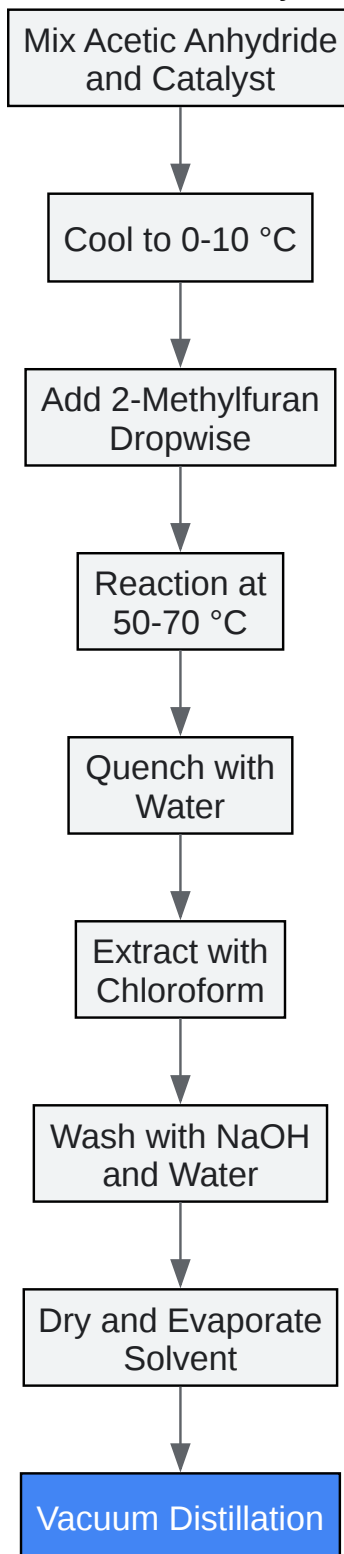 Mix Acetic Anhydride
and Catalyst
Cool to 0-10 °C
Add 2-Methylfuran
Dropwise
Reaction at
50-70 °C
Quench with
Water
Extract with
Chloroform
Wash with NaOH
and Water
Dry and Evaporate
Solvent
Vacuum Distillation